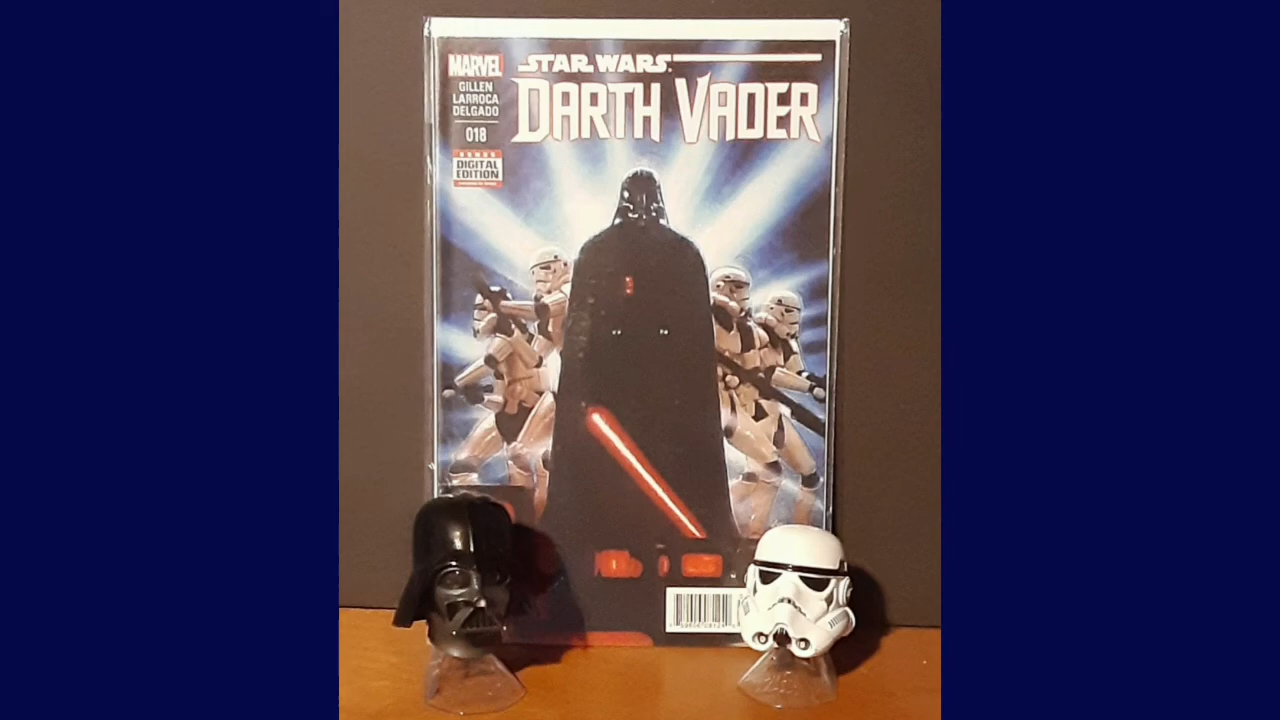 MARVEL
STAR WARS
DARTH VADER
GILLEN
LARROCA
DELGADO
018
DIGITAL
EDITION